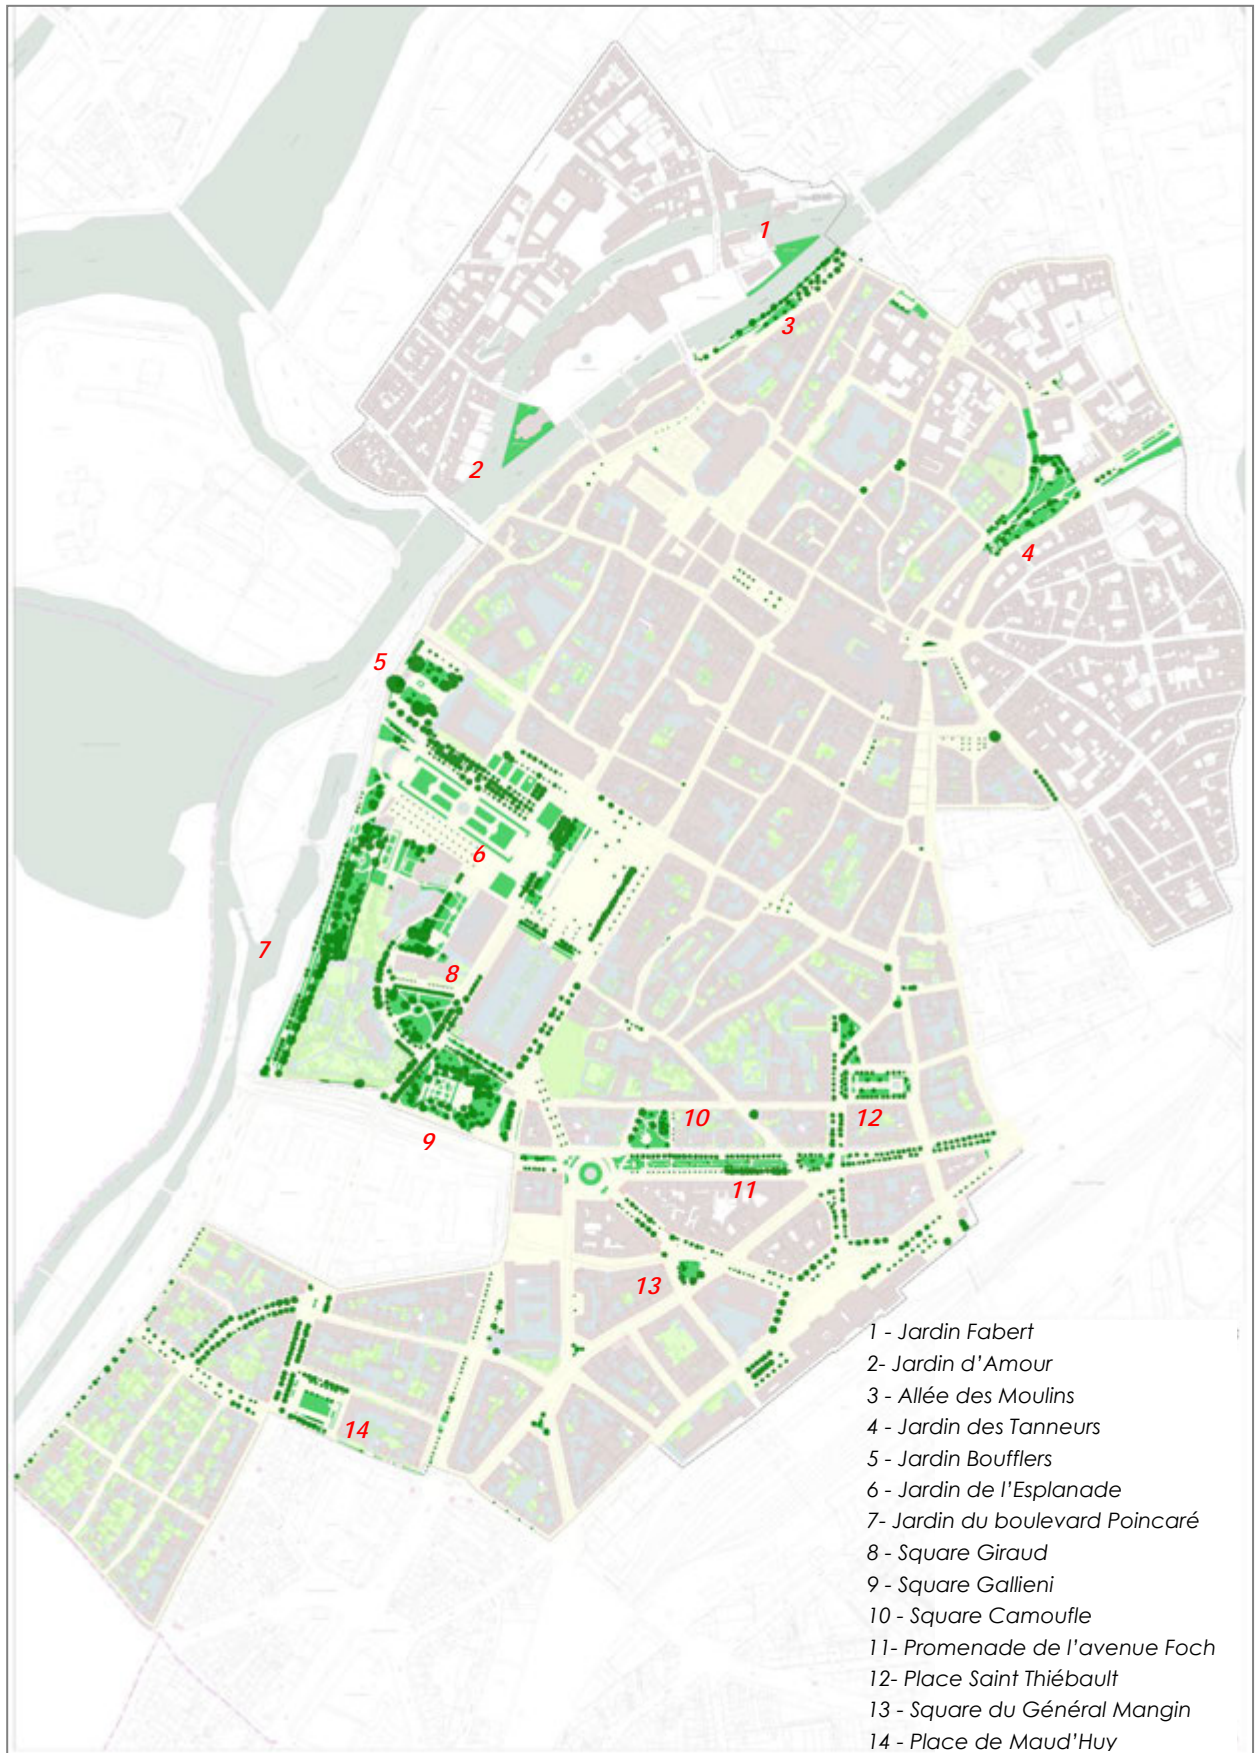 1
3
2
4
5
6
7
8
9
10
12
11
13
14
1 - Jardin Fabert
2- Jardin d'Amour
3 - Allée des Moulins
4 - Jardin des Tanneurs
5 - Jardin Boufflers
6 - Jardin de l'Esplanade
7- Jardin du boulevard Poincaré
8 - Square Giraud
9 - Square Gallieni
10 - Square Camoufle
11- Promenade de l'avenue Foch
12- Place Saint Thiébault
13 - Square du Général Mangin
14 - Place de Maud'Huy